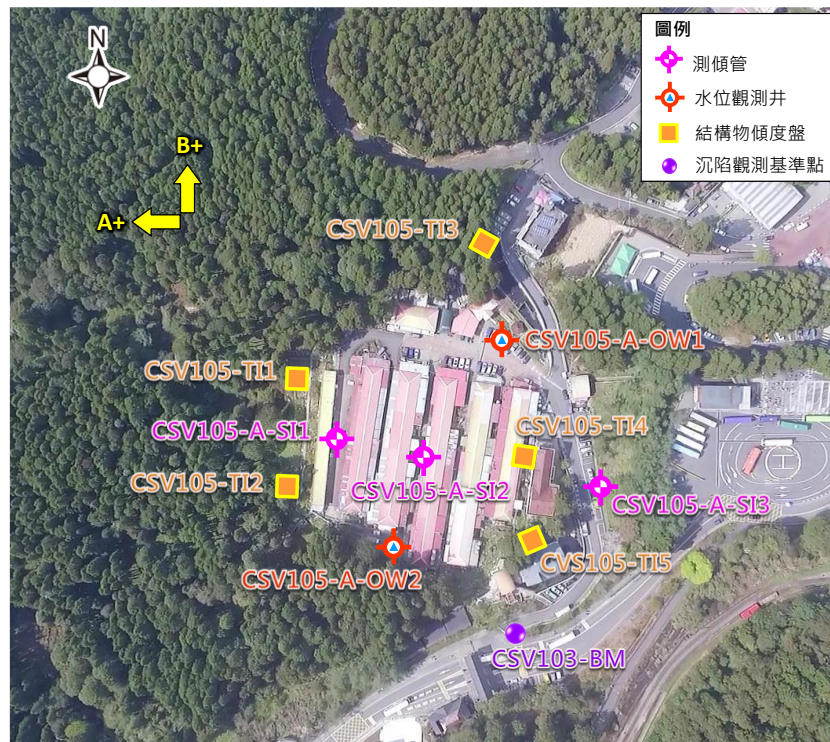 N
圖例
測傾管
水位觀測井
結構物傾度盤
沉陷觀測基準點
B+
A+
CSV105-TI3
CSV105-A-OW1
CSV105-TI1
CSV105-A-SI1
CSV105-TI4
CSV105-TI2
CSV105-A-SI2
CSV105-A-SI3
CSV105-A-OW2
CVS105-TI5
CSV103-BM
H